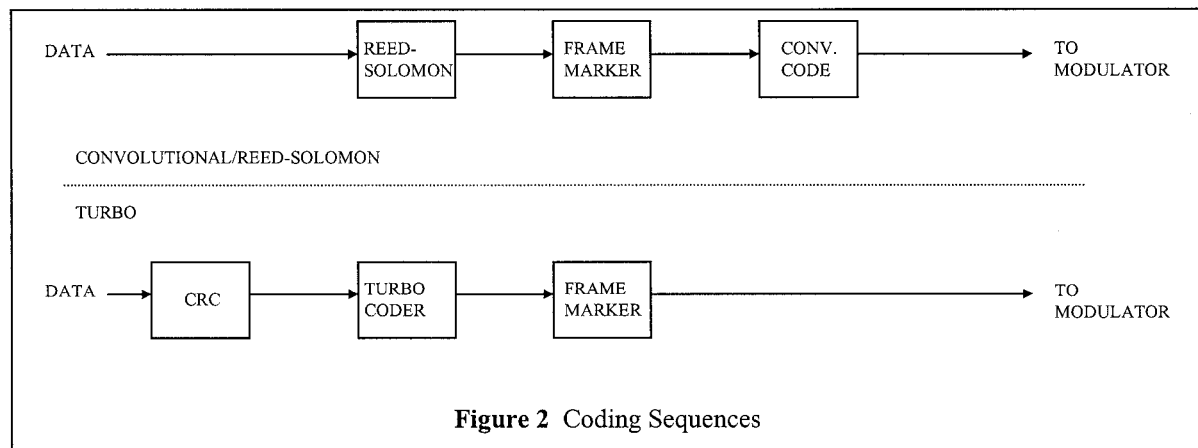 DATA
REED-
SOLOMON
FRAME
MARKER
CONV.
CODE
TO
MODULATOR
CONVOLUTIONAL/REED-SOLOMON
TURBO
DATA
CRC
TURBO
CODER
FRAME
MARKER
TO
MODULATOR
Figure 2 Coding Sequences